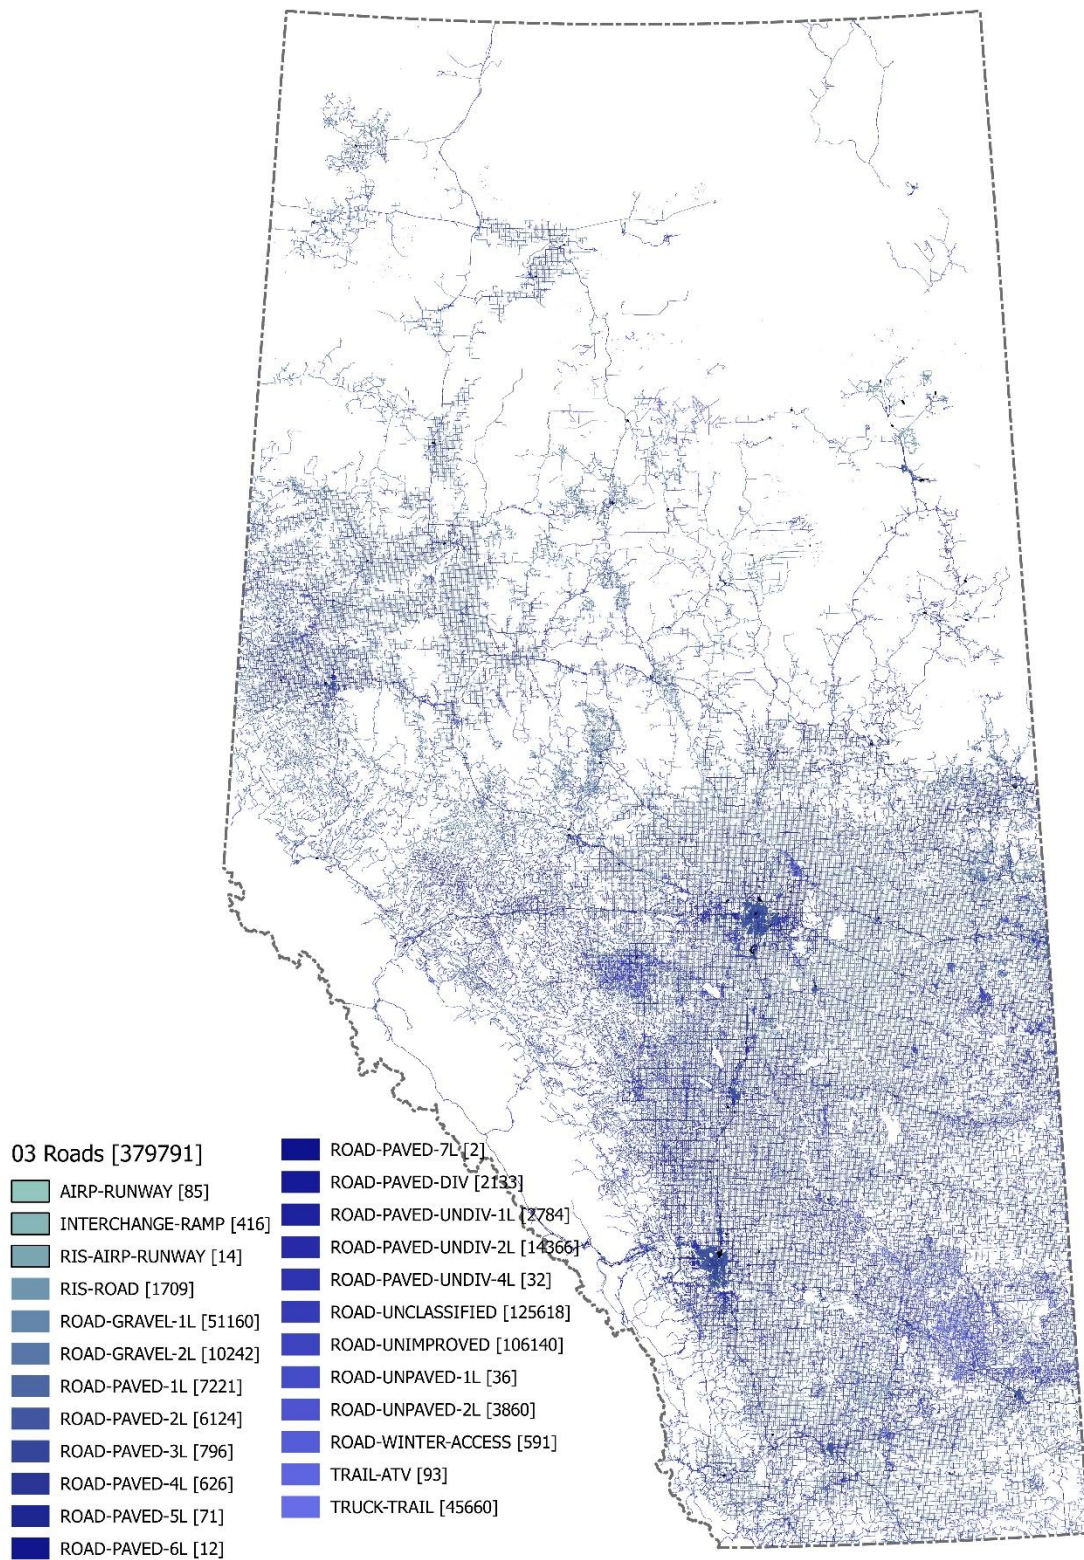 03 Roads [379791]
AIRP-RUNWAY [85]
INTERCHANGE-RAMP [416]
RIS-AIRP-RUNWAY [14]
RIS-ROAD [1709]
ROAD-GRAVEL-1L [51160]
ROAD-GRAVEL-2L [10242]
ROAD-PAVED-1L [7221]
ROAD-PAVED-2L [6124]
ROAD-PAVED-3L [796]
ROAD-PAVED-4L [626]
ROAD-PAVED-5L [71]
ROAD-PAVED-6L [12]
ROAD-PAVED-7L [2]
ROAD-PAVED-DIV [2133]
ROAD-PAVED-UNDIV-1L [2784]
ROAD-PAVED-UNDIV-2L [14366]
ROAD-PAVED-UNDIV-4L [32]
ROAD-UNCLASSIFIED [125618]
ROAD-UNIMPROVED [106140]
ROAD-UNPAVED-1L [36]
ROAD-UNPAVED-2L [3860]
ROAD-WINTER-ACCESS [591]
TRAIL-ATV [93]
TRUCK-TRAIL [45660]